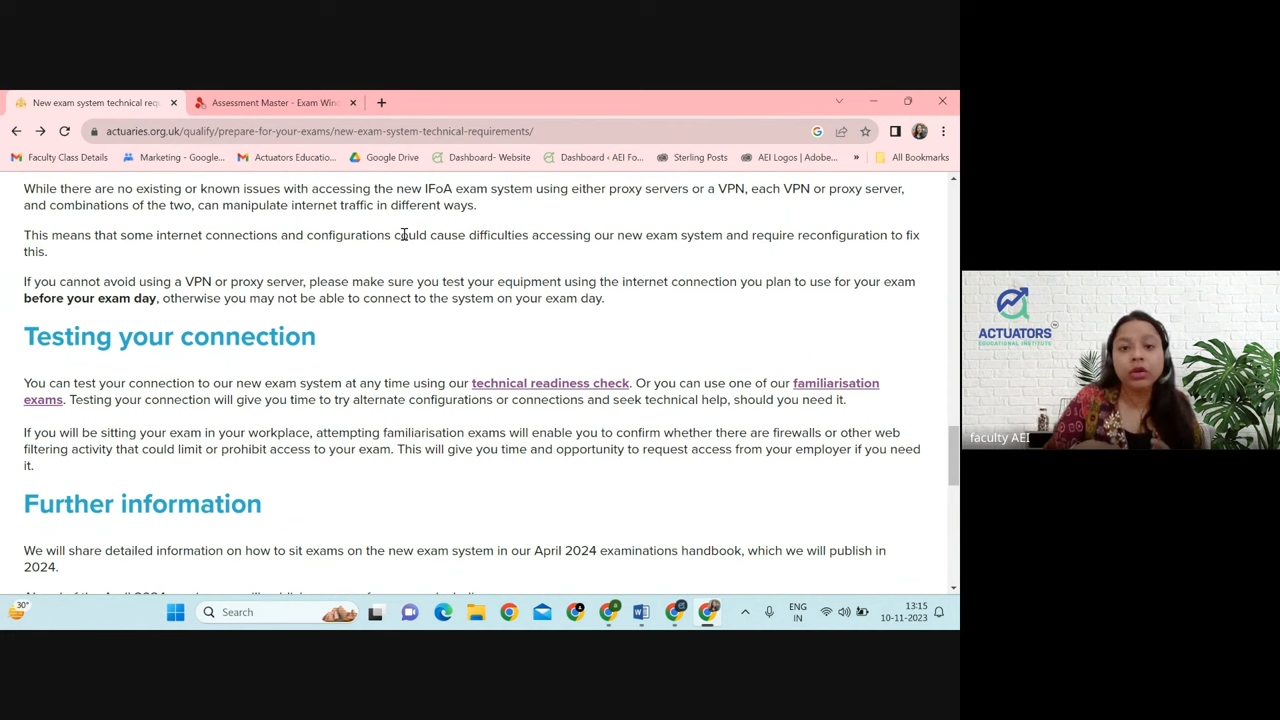 New exam system technical req
Assessment Master - Exam Win
actuaries.org.uk/qualify/prepare-for-your-exams/new-exam-system-technical-requirements/
Faculty Class Details
Marketing - Google...
Actuators Educatio...
Google Drive
Dashboard- Website
Dashboard ‹ AEI Fo...
Sterling Posts
AEI Logos | Adobe...
»
All Bookmarks
While there are no existing or known issues with accessing the new IFoA exam system using either proxy servers or a VPN, each VPN or proxy server,
and combinations of the two, can manipulate internet traffic in different ways.
This means that some internet connections and configurations could cause difficulties accessing our new exam system and require reconfiguration to fix
this.
If you cannot avoid using a VPN or proxy server, please make sure you test your equipment using the internet connection you plan to use for your exam
before your exam day, otherwise you may not be able to connect to the system on your exam day.
Testing your connection
You can test your connection to our new exam system at any time using our technical readiness check. Or you can use one of our familiarisation
exams. Testing your connection will give you time to try alternate configurations or connections and seek technical help, should you need it.
If you will be sitting your exam in your workplace, attempting familiarisation exams will enable you to confirm whether there are firewalls or other web
filtering activity that could limit or prohibit access to your exam. This will give you time and opportunity to request access from your employer if you need
it.
Further information
We will share detailed information on how to sit exams on the new exam system in our April 2024 examinations handbook, which we will publish in
2024.
30°
Search
ENG
IN
13:15
10-11-2023
ACTUATORS
EDUCATIONAL INSTITUTE
faculty AEI